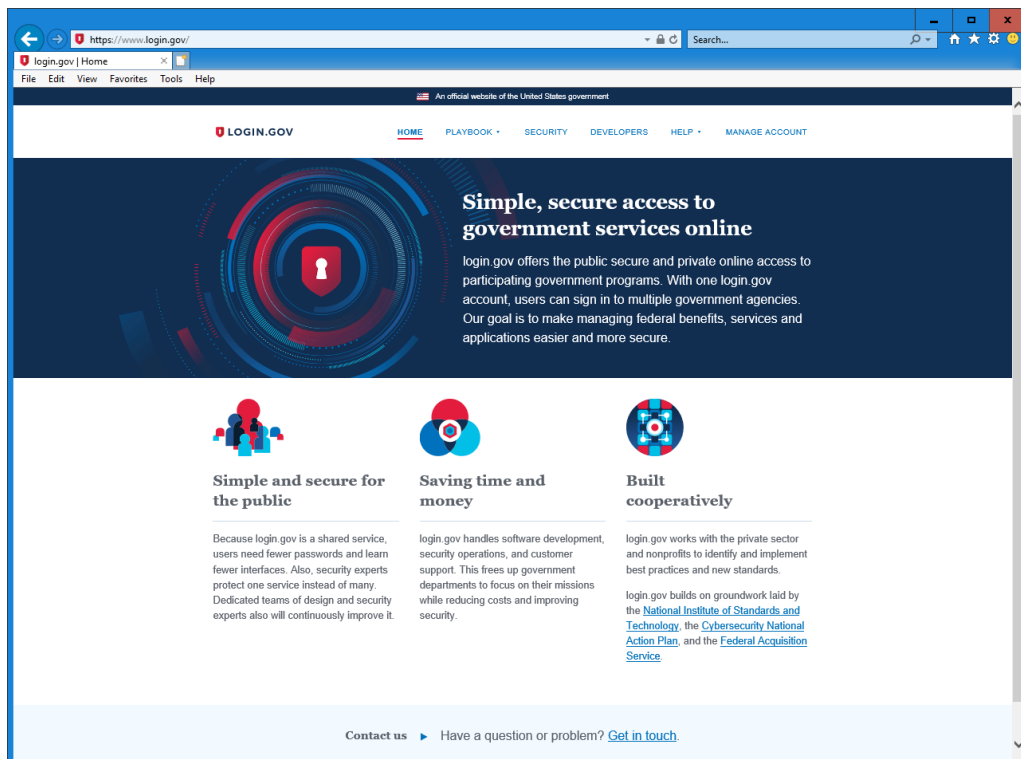 https://www.login.gov/
Search...
login.gov | Home
File Edit View Favorites Tools Help
An official website of the United States government
LOGIN.GOV
HOME PLAYBOOK SECURITY DEVELOPERS HELP MANAGE ACCOUNT
Simple, secure access to
government services online
login.gov offers the public secure and private online access to
participating government programs. With one login.gov
account, users can sign in to multiple government agencies.
Our goal is to make managing federal benefits, services and
applications easier and more secure.
Simple and secure for
the public
Because login.gov is a shared service,
users need fewer passwords and learn
fewer interfaces. Also, security experts
protect one service instead of many.
Dedicated teams of design and security
experts also will continuously improve it.
Saving time and
money
login.gov handles software development,
security operations, and customer
support. This frees up government
departments to focus on their missions
while reducing costs and improving
security.
Built
cooperatively
login.gov works with the private sector
and nonprofits to identify and implement
best practices and new standards.
login.gov builds on groundwork laid by
the National Institute of Standards and
Technology, the Cybersecurity National
Action Plan, and the Federal Acquisition
Service.
Contact us Have a question or problem? Get in touch.